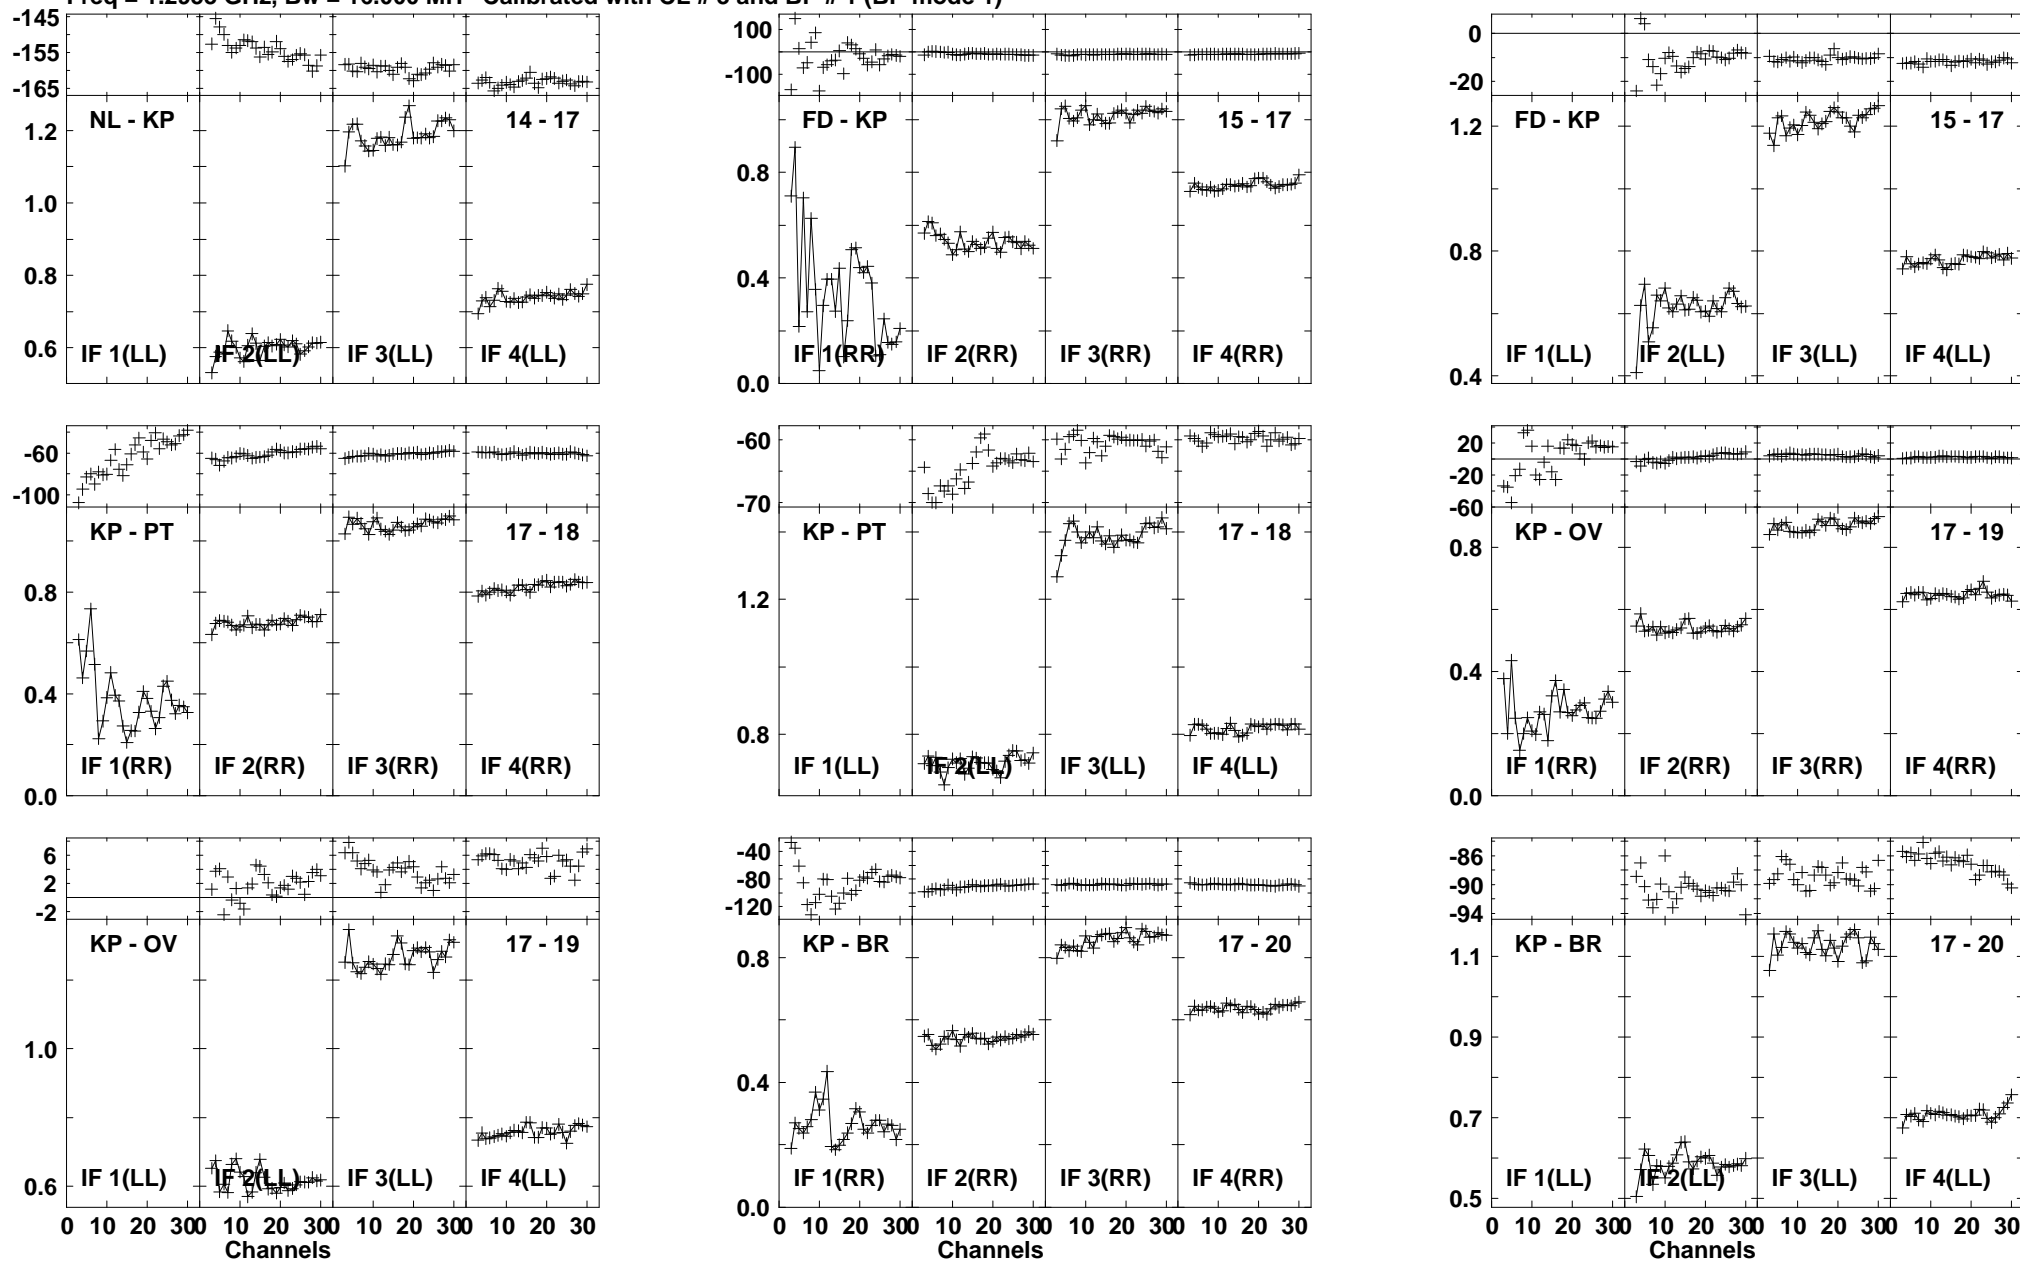 -145
-155
-165
NL - KP
14 - 17
1.2
1.0
0.8
0.6
IF 1(LL)
IF 2(LL)
IF 3(LL)
IF 4(LL)
100
-100
FD - KP
15 - 17
0.8
0.4
0.0
IF 1(RR)
IF 2(RR)
IF 3(RR)
IF 4(RR)
0
-20
FD - KP
15 - 17
1.2
0.8
0.4
IF 1(LL)
IF 2(LL)
IF 3(LL)
IF 4(LL)
-60
-100
KP - PT
17 - 18
0.8
0.4
0.0
IF 1(RR)
IF 2(RR)
IF 3(RR)
IF 4(RR)
-60
-70
KP - PT
17 - 18
1.2
0.8
IF 1(LL)
IF 2(LL)
IF 3(LL)
IF 4(LL)
20
-20
-60
KP - OV
17 - 19
0.8
0.4
0.0
IF 1(RR)
IF 2(RR)
IF 3(RR)
IF 4(RR)
6
2
-2
KP - OV
17 - 19
1.0
0.6
IF 1(LL)
IF 2(LL)
IF 3(LL)
IF 4(LL)
0 10 20 30 0 10 20 30 0 10 20 30 0 10 20 30
Channels
-40
-80
-120
KP - BR
17 - 20
0.8
0.4
0.0
IF 1(RR)
IF 2(RR)
IF 3(RR)
IF 4(RR)
0 10 20 30 0 10 20 30 0 10 20 30 0 10 20 30
Channels
-86
-90
-94
KP - BR
17 - 20
1.1
0.9
0.7
0.5
IF 1(LL)
IF 2(LL)
IF 3(LL)
IF 4(LL)
0 10 20 30 0 10 20 30 0 10 20 30 0 10 20 30
Channels